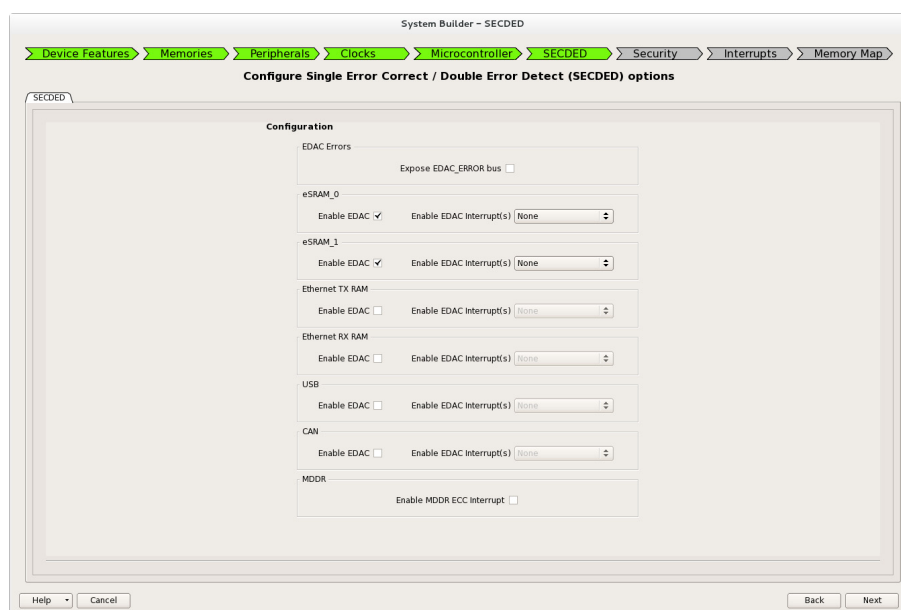 System Builder – SECDED
Device Features Memories Peripherals Clocks Microcontroller SECDED Security Interrupts Memory Map
Configure Single Error Correct / Double Error Detect (SECDED) options
SECDED
Configuration
EDAC Errors
Expose EDAC_ERROR bus
eSRAM_0
Enable EDAC Enable EDAC Interrupt(s) None
eSRAM_1
Enable EDAC Enable EDAC Interrupt(s) None
Ethernet TX RAM
Enable EDAC Enable EDAC Interrupt(s) None
Ethernet RX RAM
Enable EDAC Enable EDAC Interrupt(s) None
USB
Enable EDAC Enable EDAC Interrupt(s) None
CAN
Enable EDAC Enable EDAC Interrupt(s) None
MDDR
Enable MDDR ECC Interrupt
Help Cancel Back Next